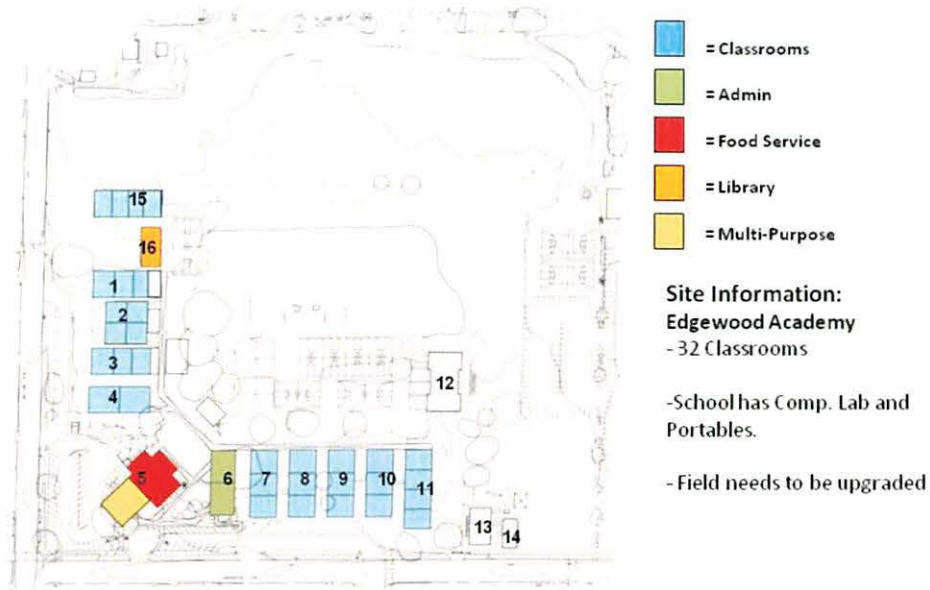 = Classrooms
= Admin
= Food Service
= Library
= Multi-Purpose
Site Information:
Edgewood Academy
- 32 Classrooms
-School has Comp. Lab and
Portables.
- Field needs to be upgraded
15
16
1
2
3
4
5
6
7
8
9
10
11
12
13
14